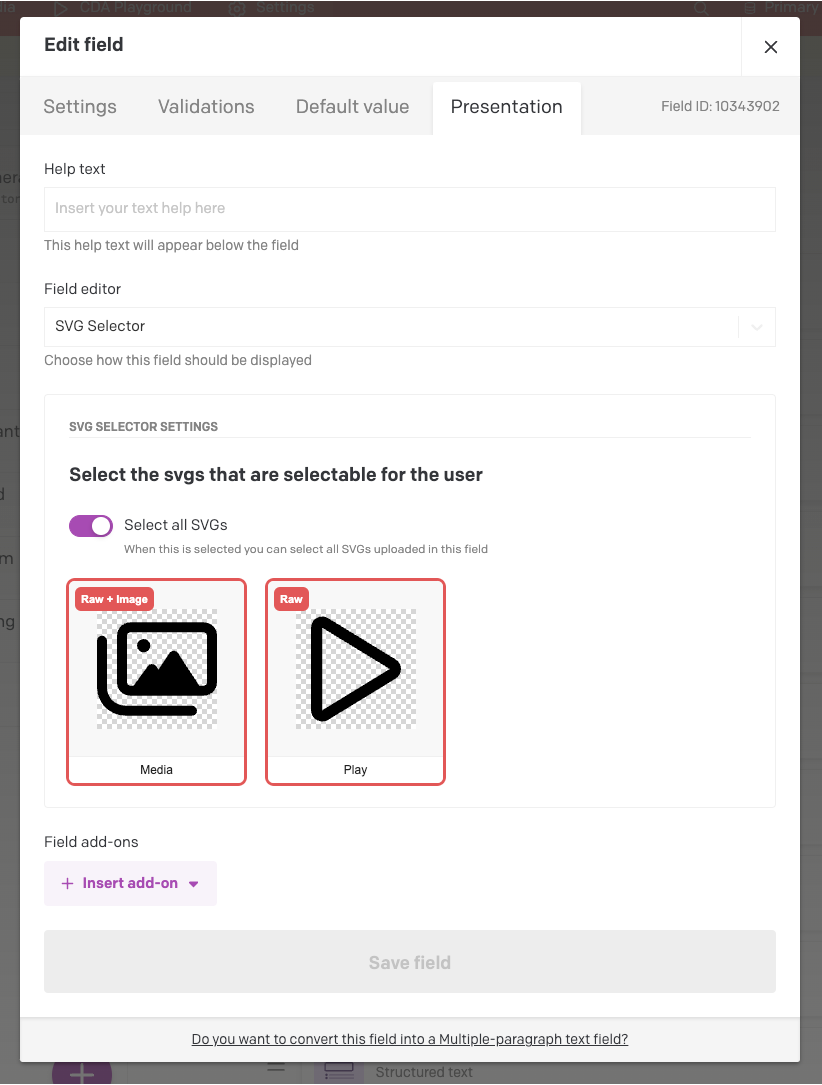 CDA Playground
Settings
Primary
Edit field
Settings
Validations
Default value
Presentation
Field ID: 10343902
Help text
Insert your text help here
This help text will appear below the field
Field editor
SVG Selector
Choose how this field should be displayed
SVG SELECTOR SETTINGS
Select the svgs that are selectable for the user
Select all SVGs
When this is selected you can select all SVGs uploaded in this field
Raw + Image
Raw
Media
Play
Field add-ons
Insert add-on
Save field
Do you want to convert this field into a Multiple-paragraph text field?
Structured text